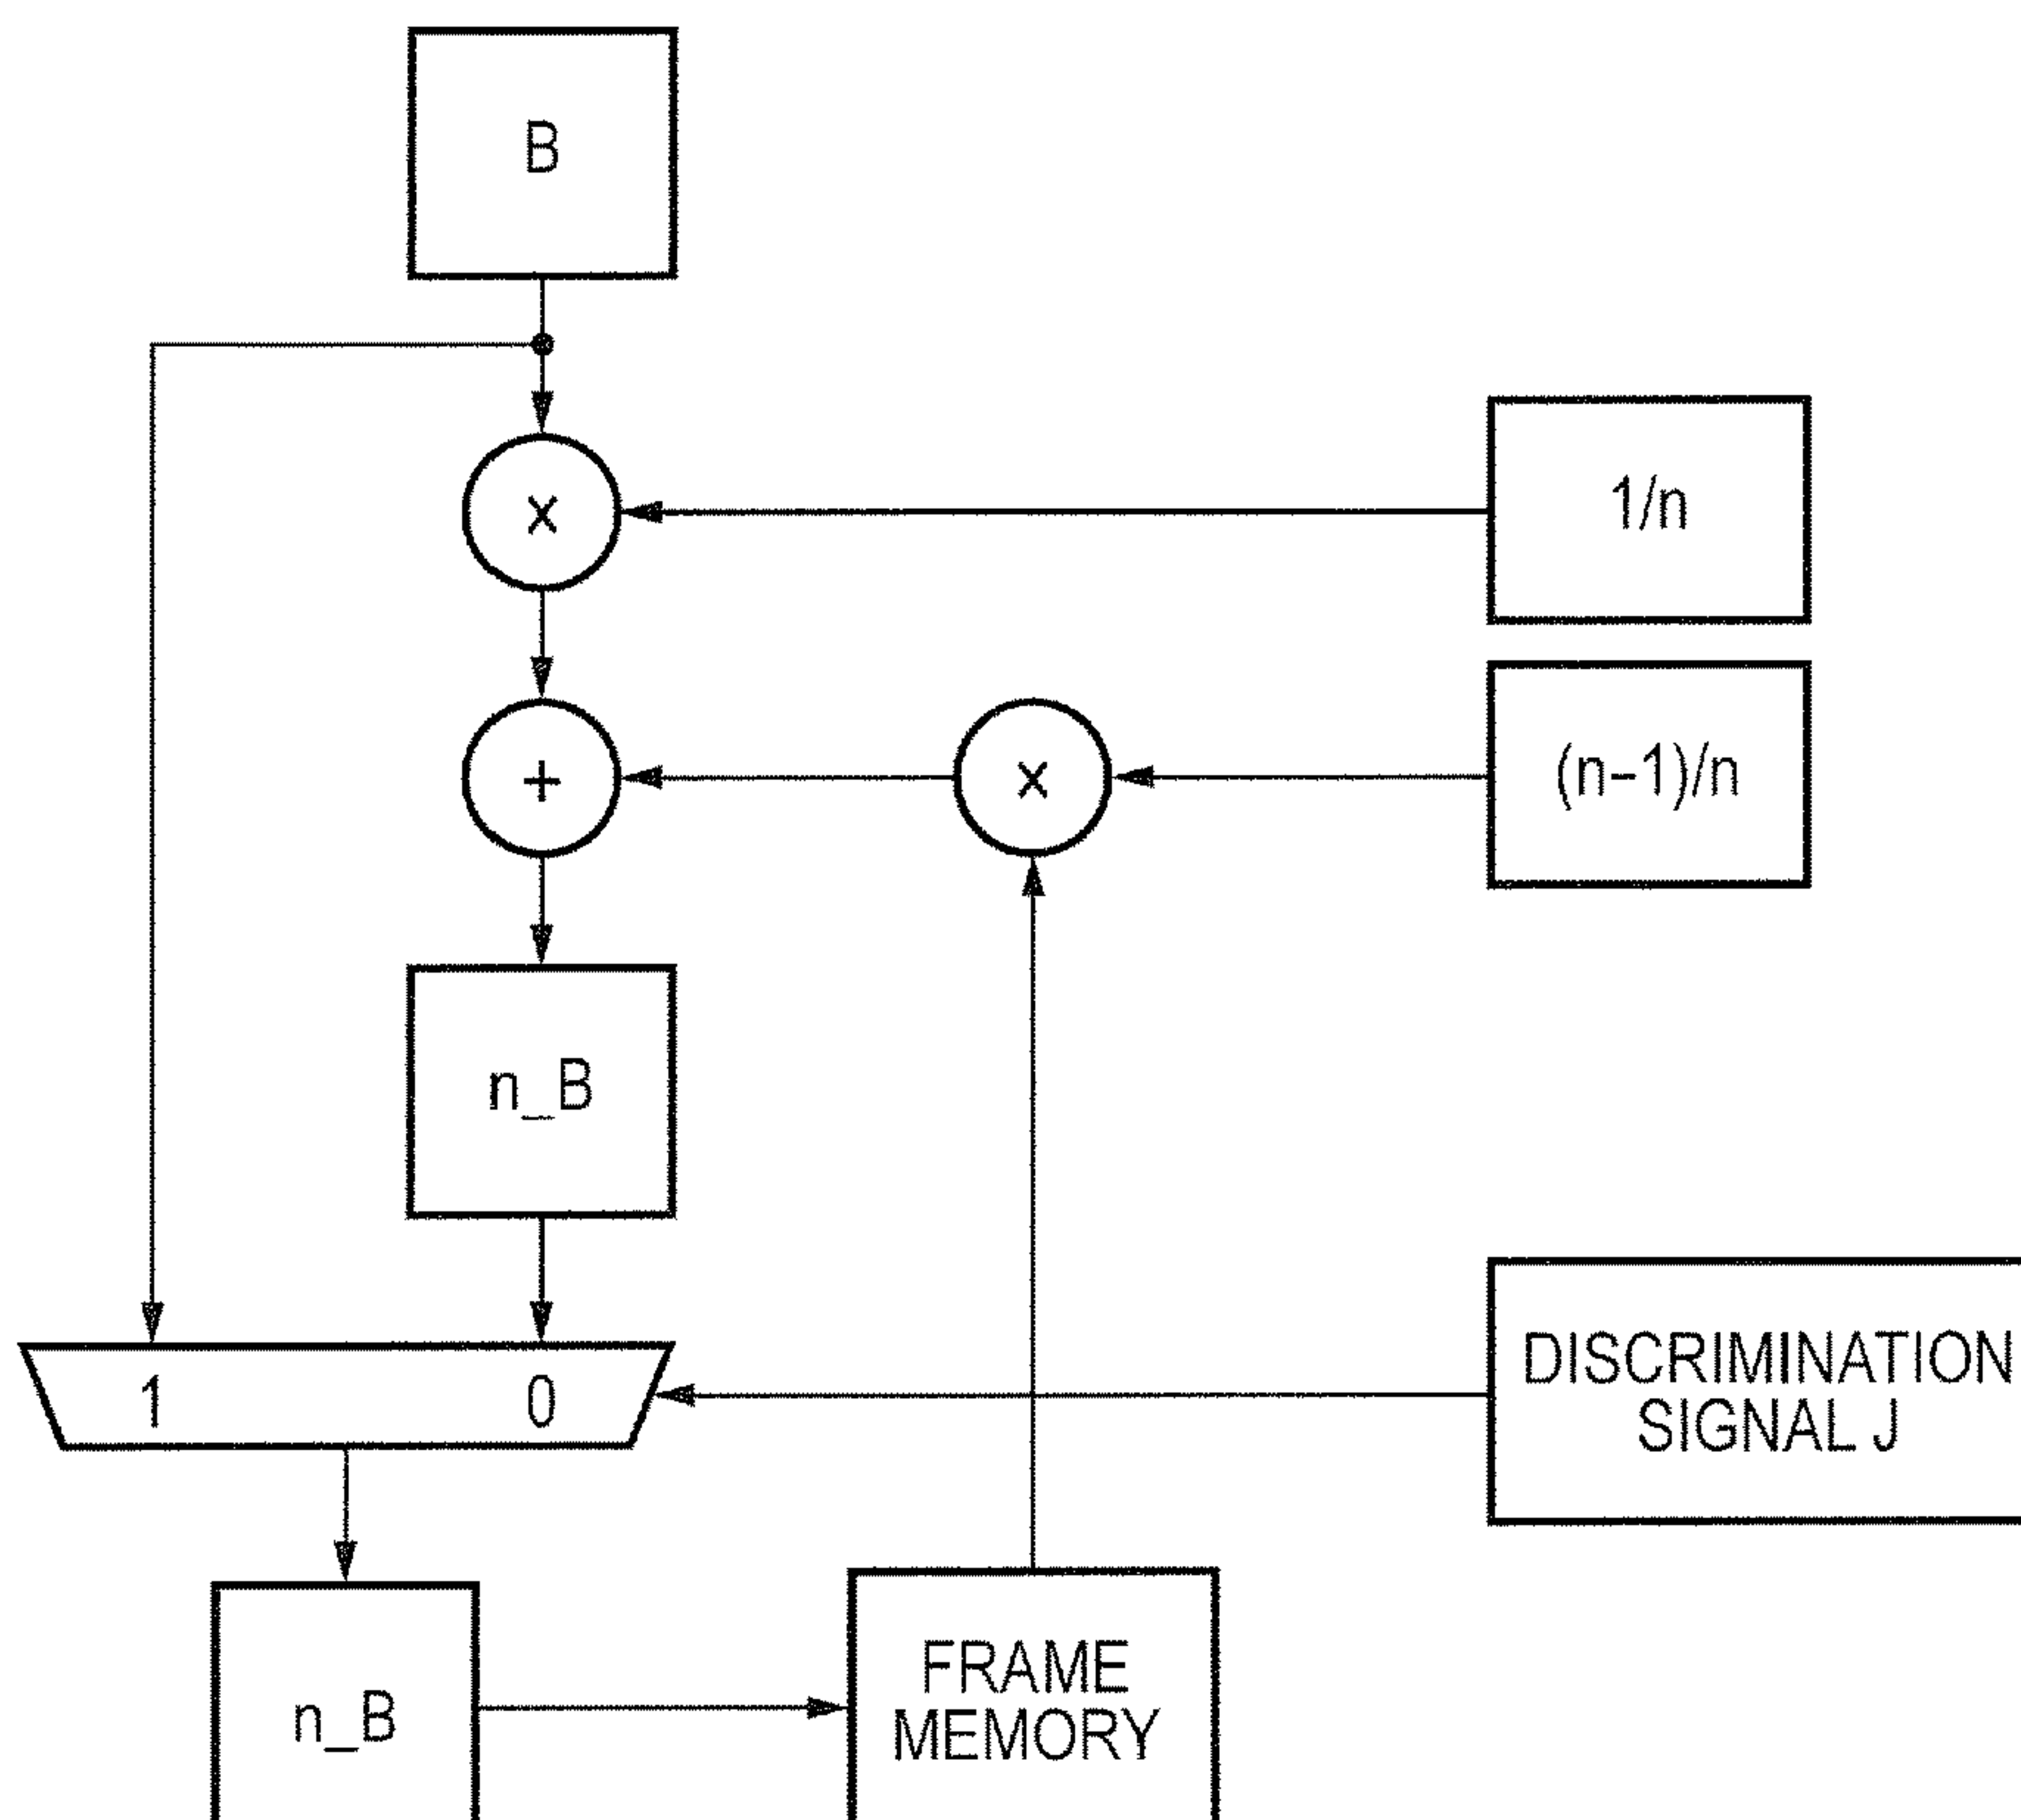 B
x
1/n
+
x
(n-1)/n
n_B
1
0
DISCRIMINATION
SIGNAL J
n_B
FRAME
MEMORY